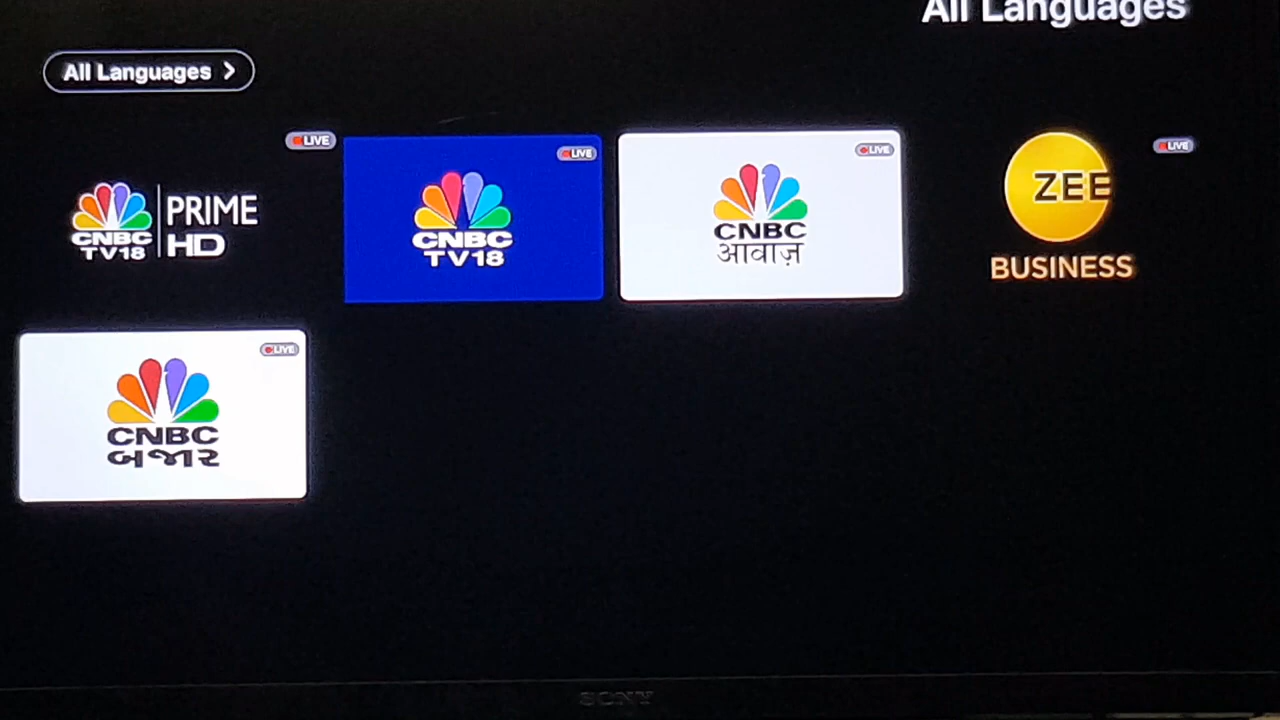 All Languages
All Languages >
LIVE
CNBC
TV18
PRIME
HD
LIVE
CNBC
TV18
LIVE
CNBC
आवाज़
LIVE
ZEE
BUSINESS
LIVE
CNBC
બજાર
SONY